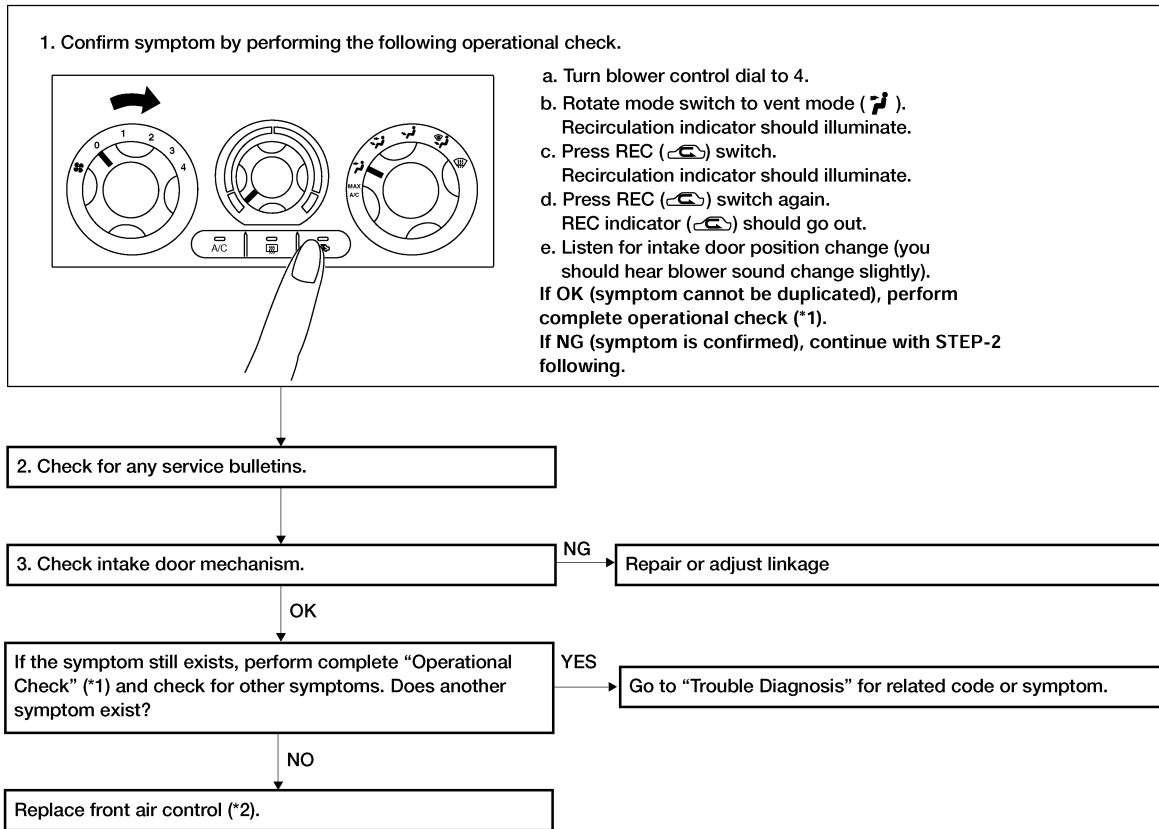 1. Confirm symptom by performing the following operational check.
0
1
2
3
4
MAX
A/C
A/C
a. Turn blower control dial to 4.
b. Rotate mode switch to vent mode ( ).
Recirculation indicator should illuminate.
c. Press REC ( ) switch.
Recirculation indicator should illuminate.
d. Press REC ( ) switch again.
REC indicator ( ) should go out.
e. Listen for intake door position change (you
should hear blower sound change slightly).
If OK (symptom cannot be duplicated), perform
complete operational check (*1).
If NG (symptom is confirmed), continue with STEP-2
following.
2. Check for any service bulletins.
3. Check intake door mechanism.
NG
Repair or adjust linkage
OK
If the symptom still exists, perform complete “Operational
Check” (*1) and check for other symptoms. Does another
symptom exist?
YES
Go to “Trouble Diagnosis” for related code or symptom.
NO
Replace front air control (*2).